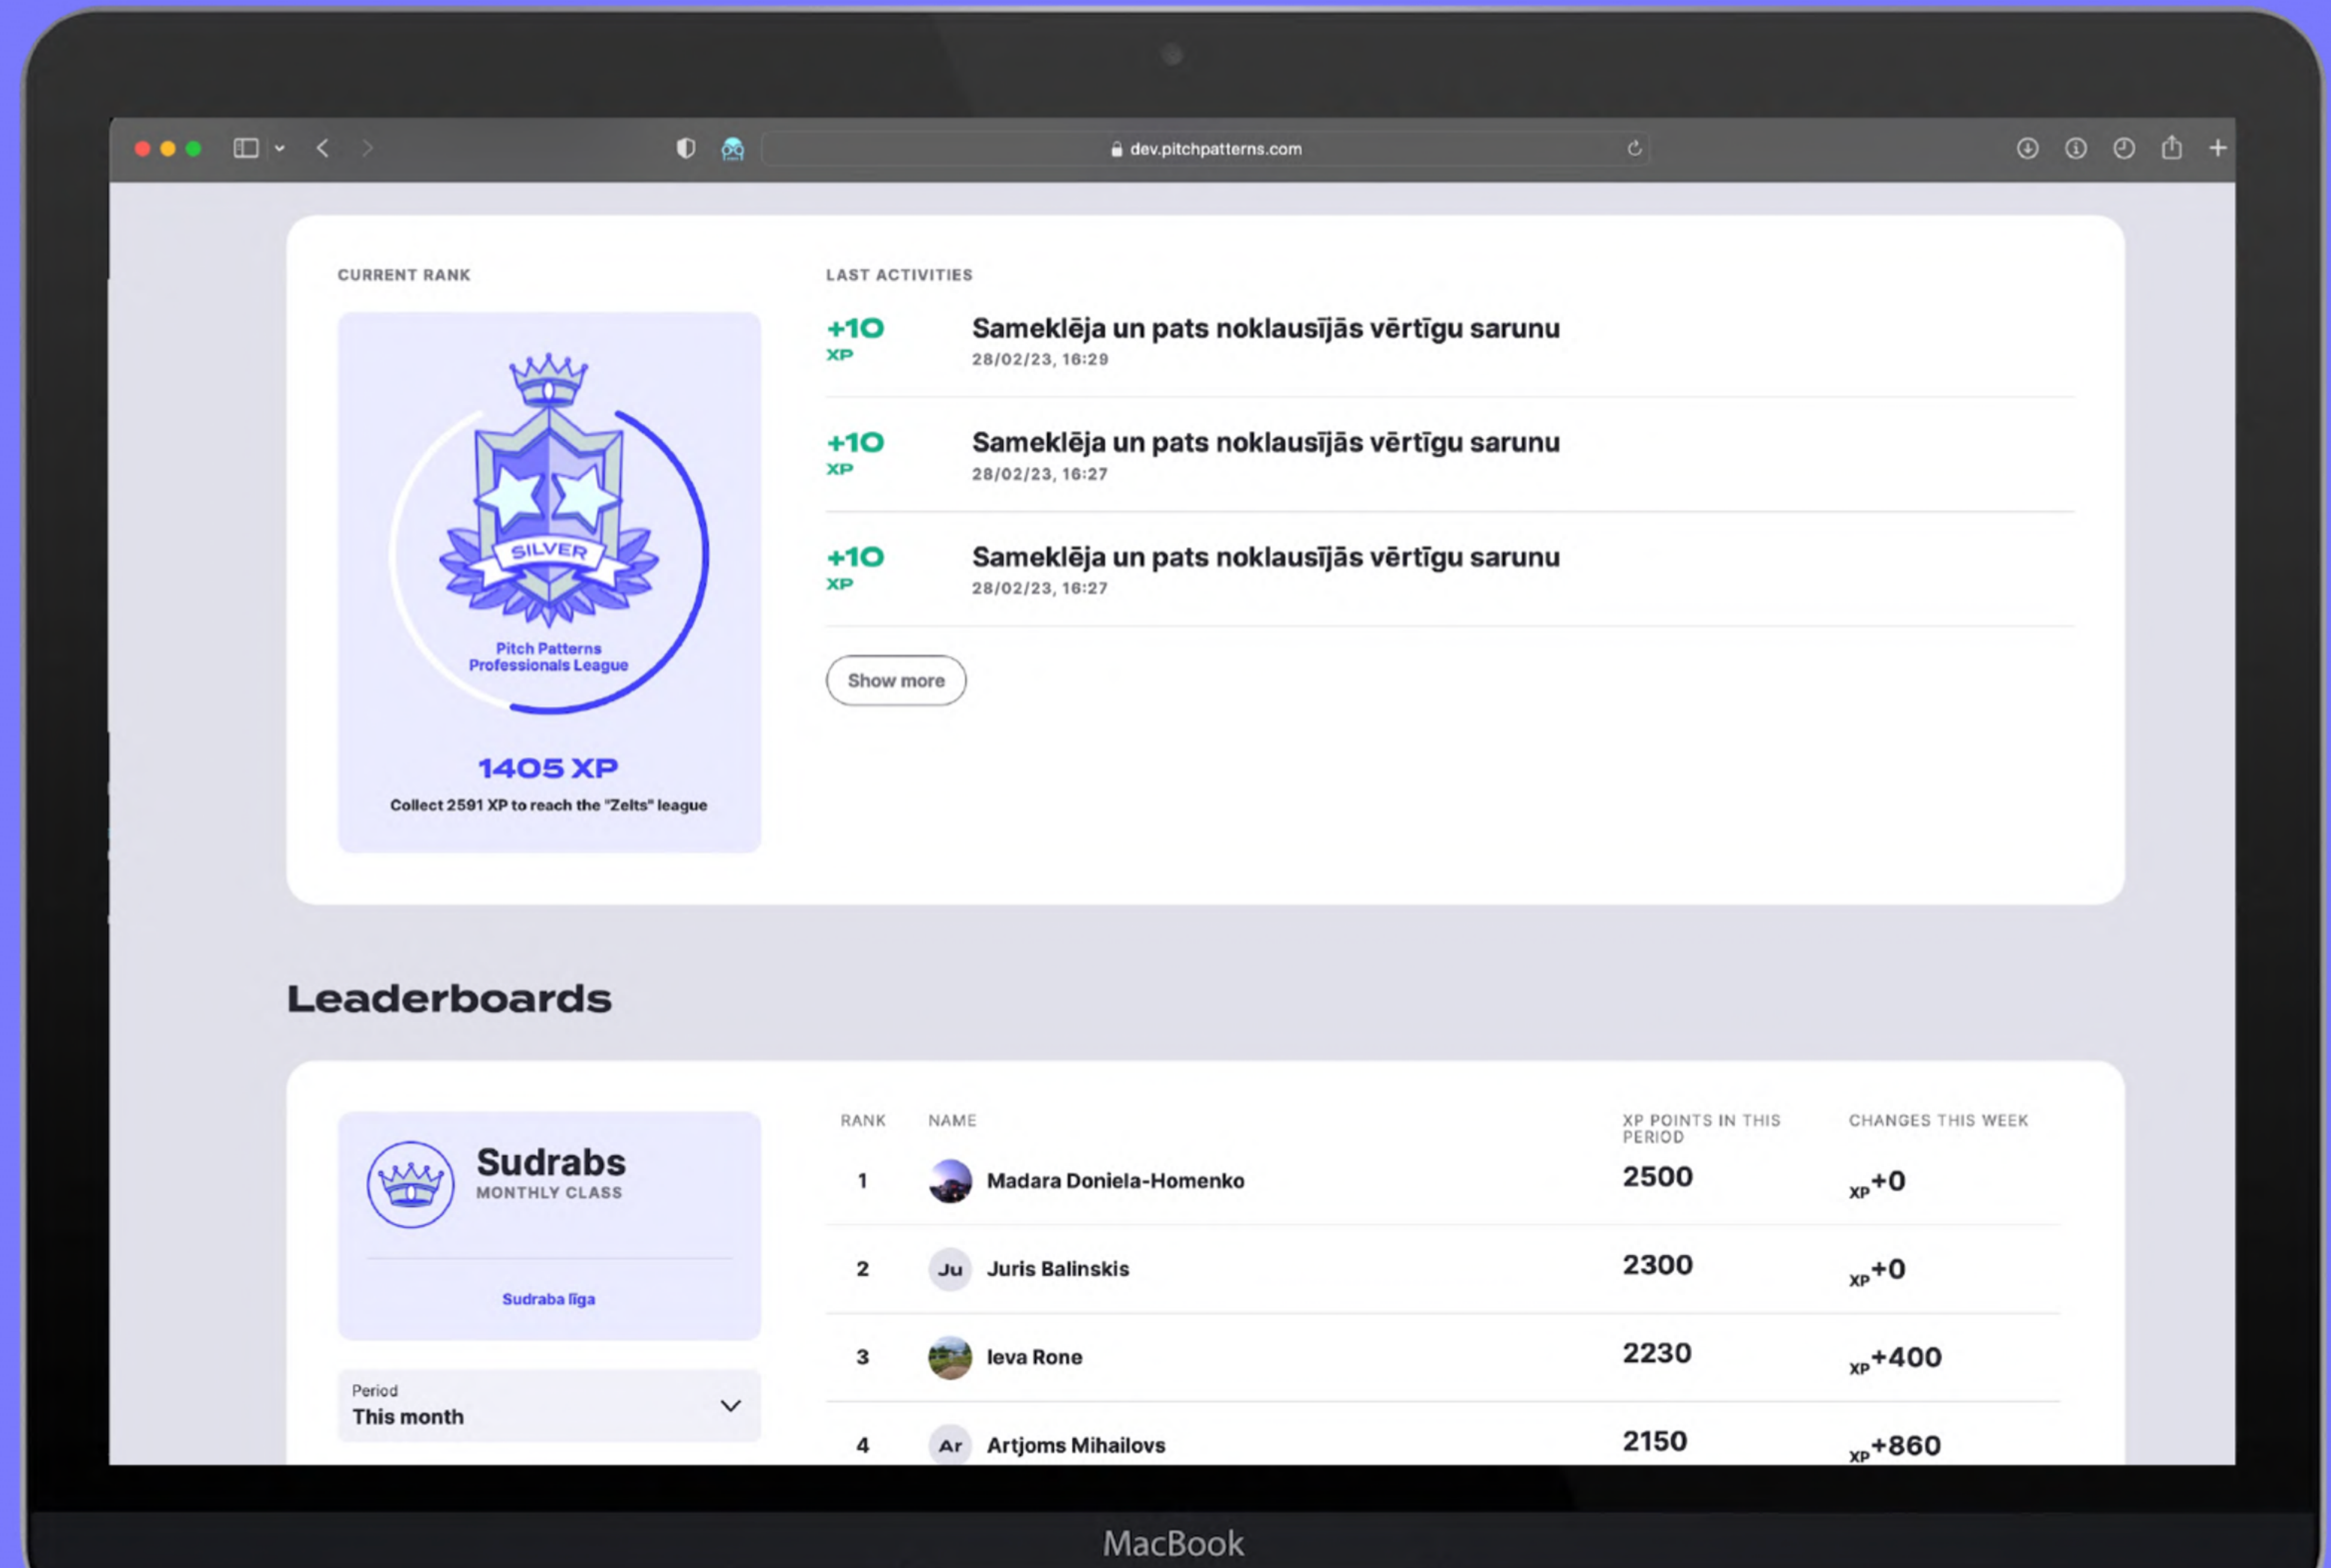 dev.pitchpatterns.com
CURRENT RANK
SILVER
Pitch Patterns
Professionals League
1405 XP
Collect 2591 XP to reach the "Zelts" league
LAST ACTIVITIES
+10
XP
Sameklēja un pats noklausījās vērtīgu sarunu
28/02/23, 16:29
+10
XP
Sameklēja un pats noklausījās vērtīgu sarunu
28/02/23, 16:27
+10
XP
Sameklēja un pats noklausījās vērtīgu sarunu
28/02/23, 16:27
Show more
Leaderboards
Sudrabs
MONTHLY CLASS
Sudraba līga
Period
This month
RANK NAME XP POINTS IN THIS CHANGES THIS WEEK
PERIOD
1 Madara Doniela-Homenko 2500 XP+0
2 Ju Juris Balinskis 2300 XP+0
3 Ieva Rone 2230 XP+400
4 Ar Artjoms Mihailovs 2150 XP+860
MacBook